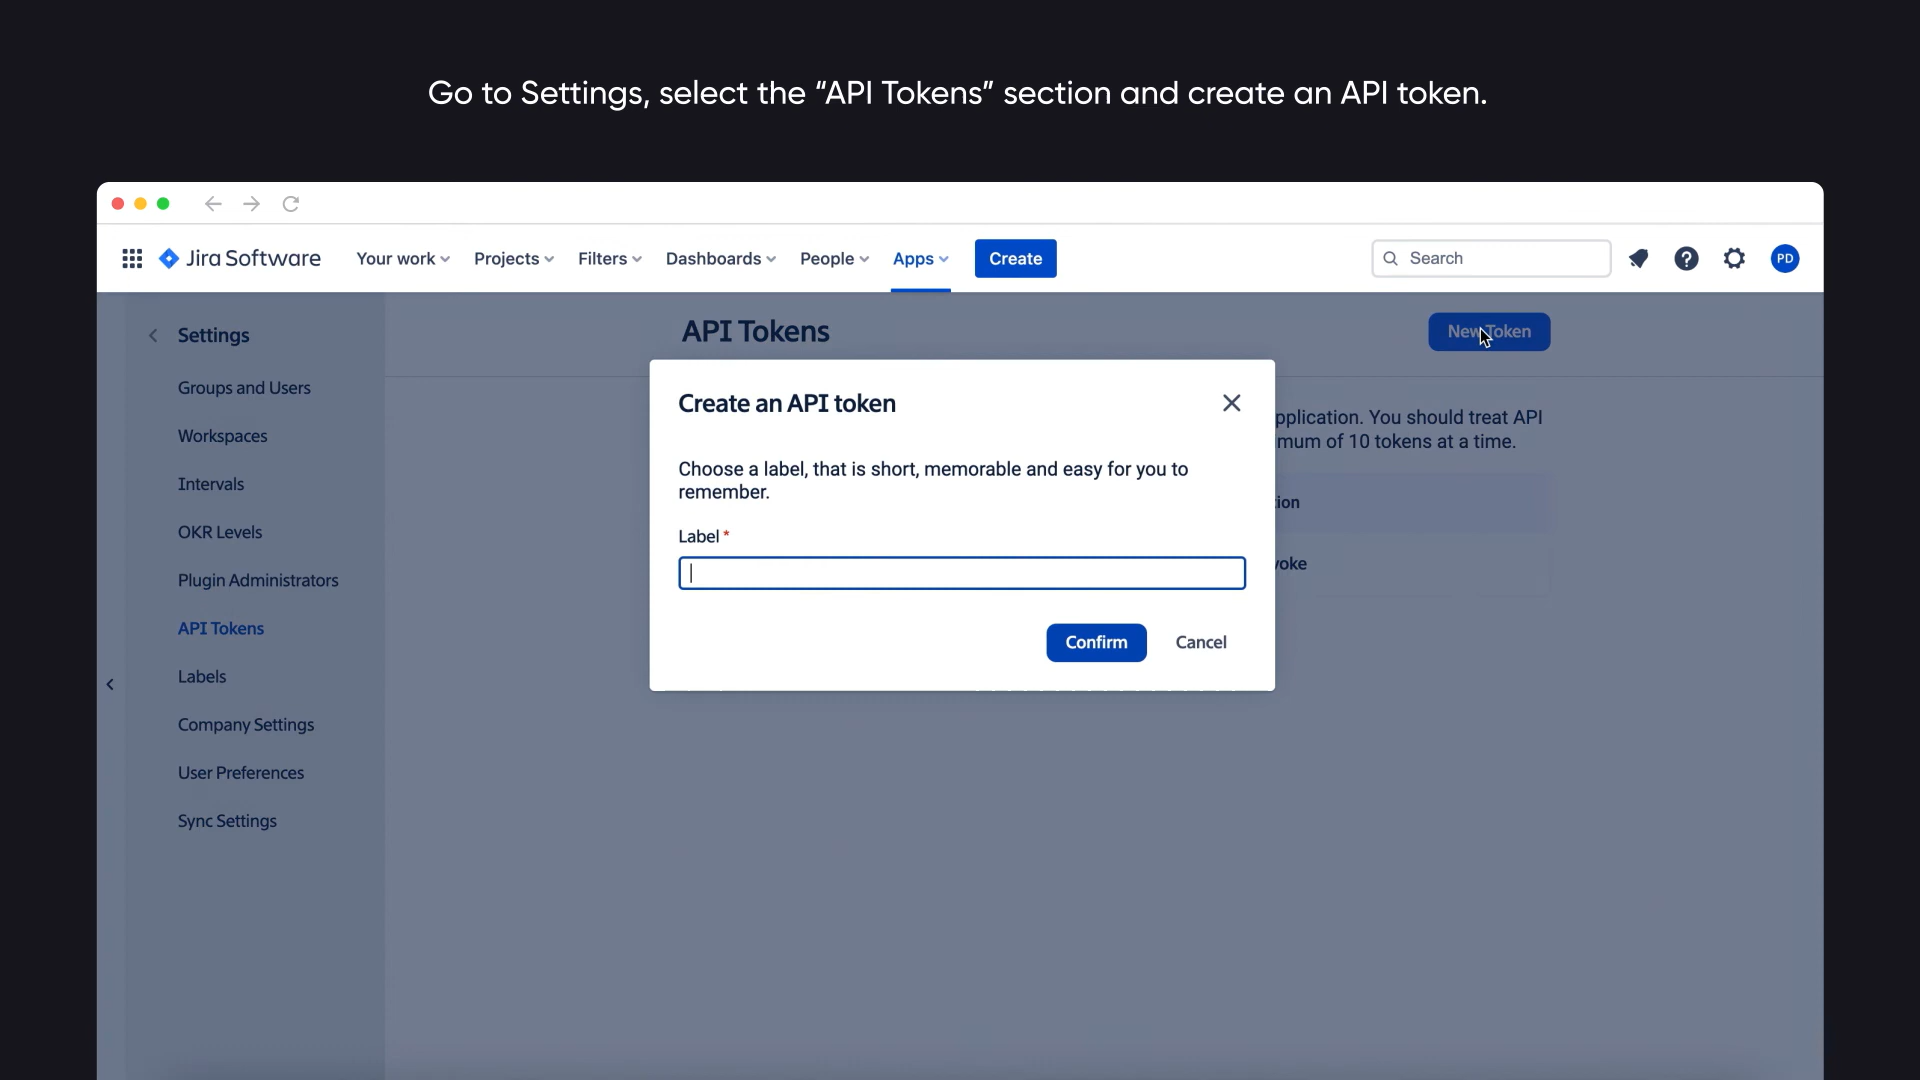 Go to Settings, select the “API Tokens” section and create an API token.
Jira Software
Your work
Projects
Filters
Dashboards
People
Apps
Create
Search
PD
Settings
Groups and Users
Workspaces
Intervals
OKR Levels
Plugin Administrators
API Tokens
Labels
Company Settings
User Preferences
Sync Settings
API Tokens
New Token
pplication. You should treat API
mum of 10 tokens at a time.
ion
voke
Create an API token
Choose a label, that is short, memorable and easy for you to
remember.
Label *
Confirm
Cancel